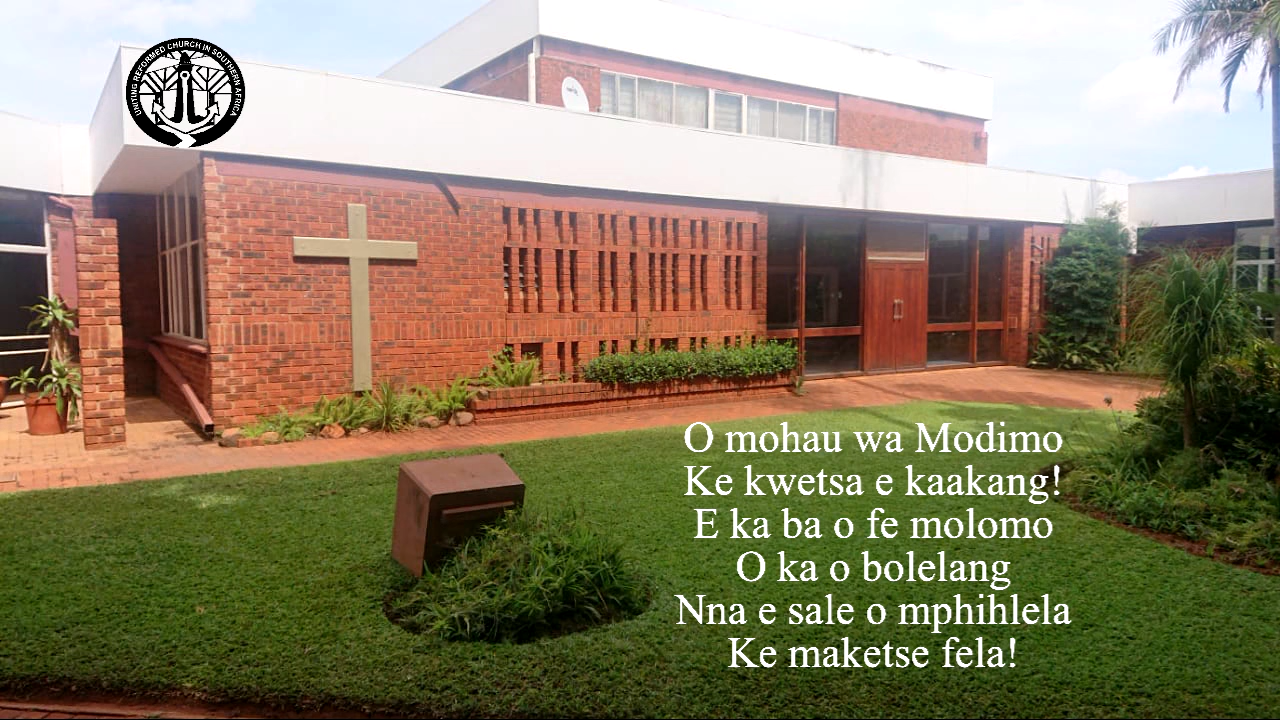 UNITING REFORMED CHURCH IN SOUTHERN AFRICA
O mohau wa Modimo
Ke kwetsa e kaakang!
E ka ba o fe molomo
O ka o bolelang
Nna e sale o mphihlela
Ke maketse fela!